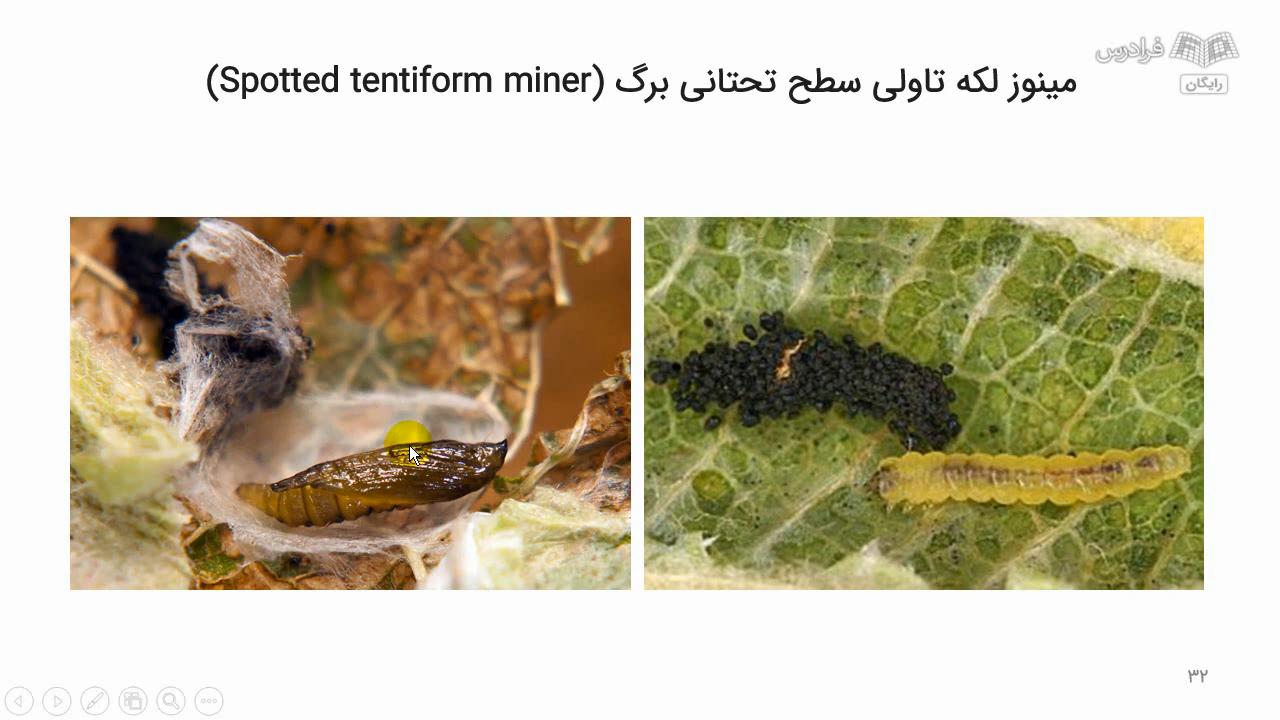 فرادرس
رایگان
مینوز لکه تاولی سطح تحتانی برگ (Spotted tentiform miner)
۳۲